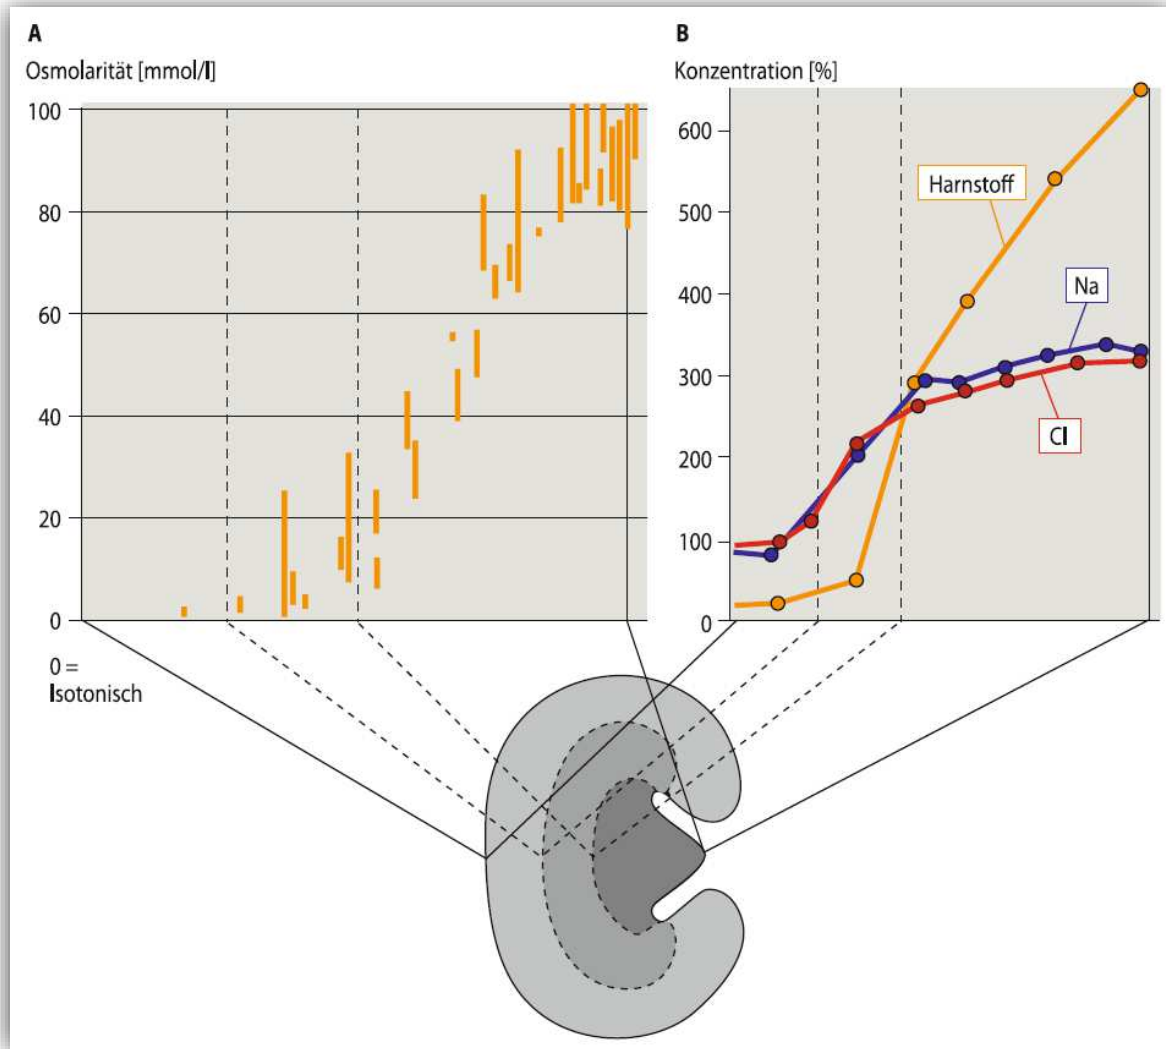 A
Osmolarität [mmol/l]
100
80
60
40
20
0
0 =
Isotonisch
B
Konzentration [%]
600
500
400
300
200
100
0
Harnstoff
Na
Cl